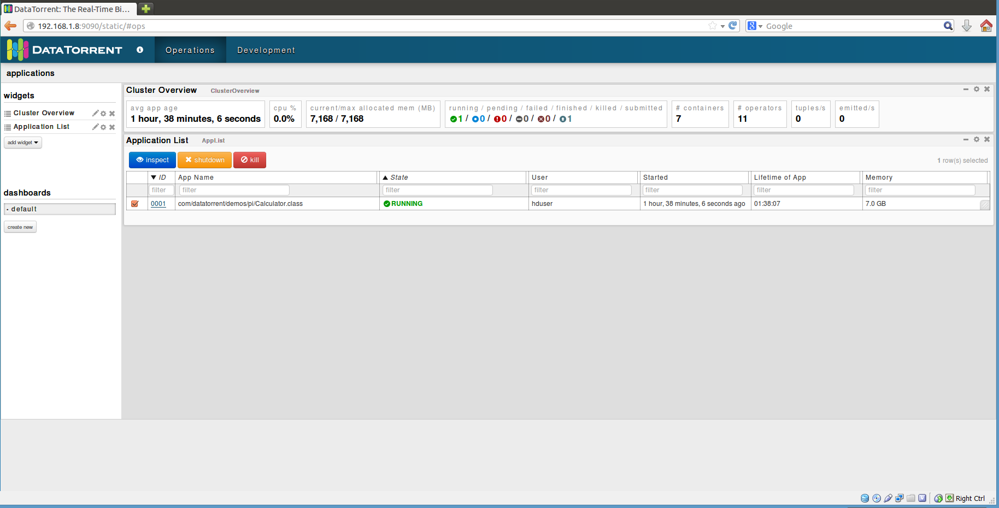 DataTorrent: The Real-Time Bi...
192.168.1.8:9090/static/#ops
Google
DATATORRENT
Operations
Development
applications
widgets
Cluster Overview
Application List
add widget
dashboards
- default
create new
Cluster Overview ClusterOverview
avg app age
1 hour, 38 minutes, 6 seconds
cpu %
0.0%
current/max allocated mem (MB)
7,168 / 7,168
running / pending / failed / finished / killed / submitted
1 / 0 / 0 / 0 / 0 / 1
# containers
7
# operators
11
tuples/s
0
emitted/s
0
Application List AppList
inspect shutdown kill
1 row(s) selected
ID App Name State User Started Lifetime of App Memory
filter filter filter filter filter filter filter
0001 com/datatorrent/demos/pi/Calculator.class RUNNING hduser 1 hour, 38 minutes, 6 seconds ago 01:38:07 7.0 GB
Right Ctrl